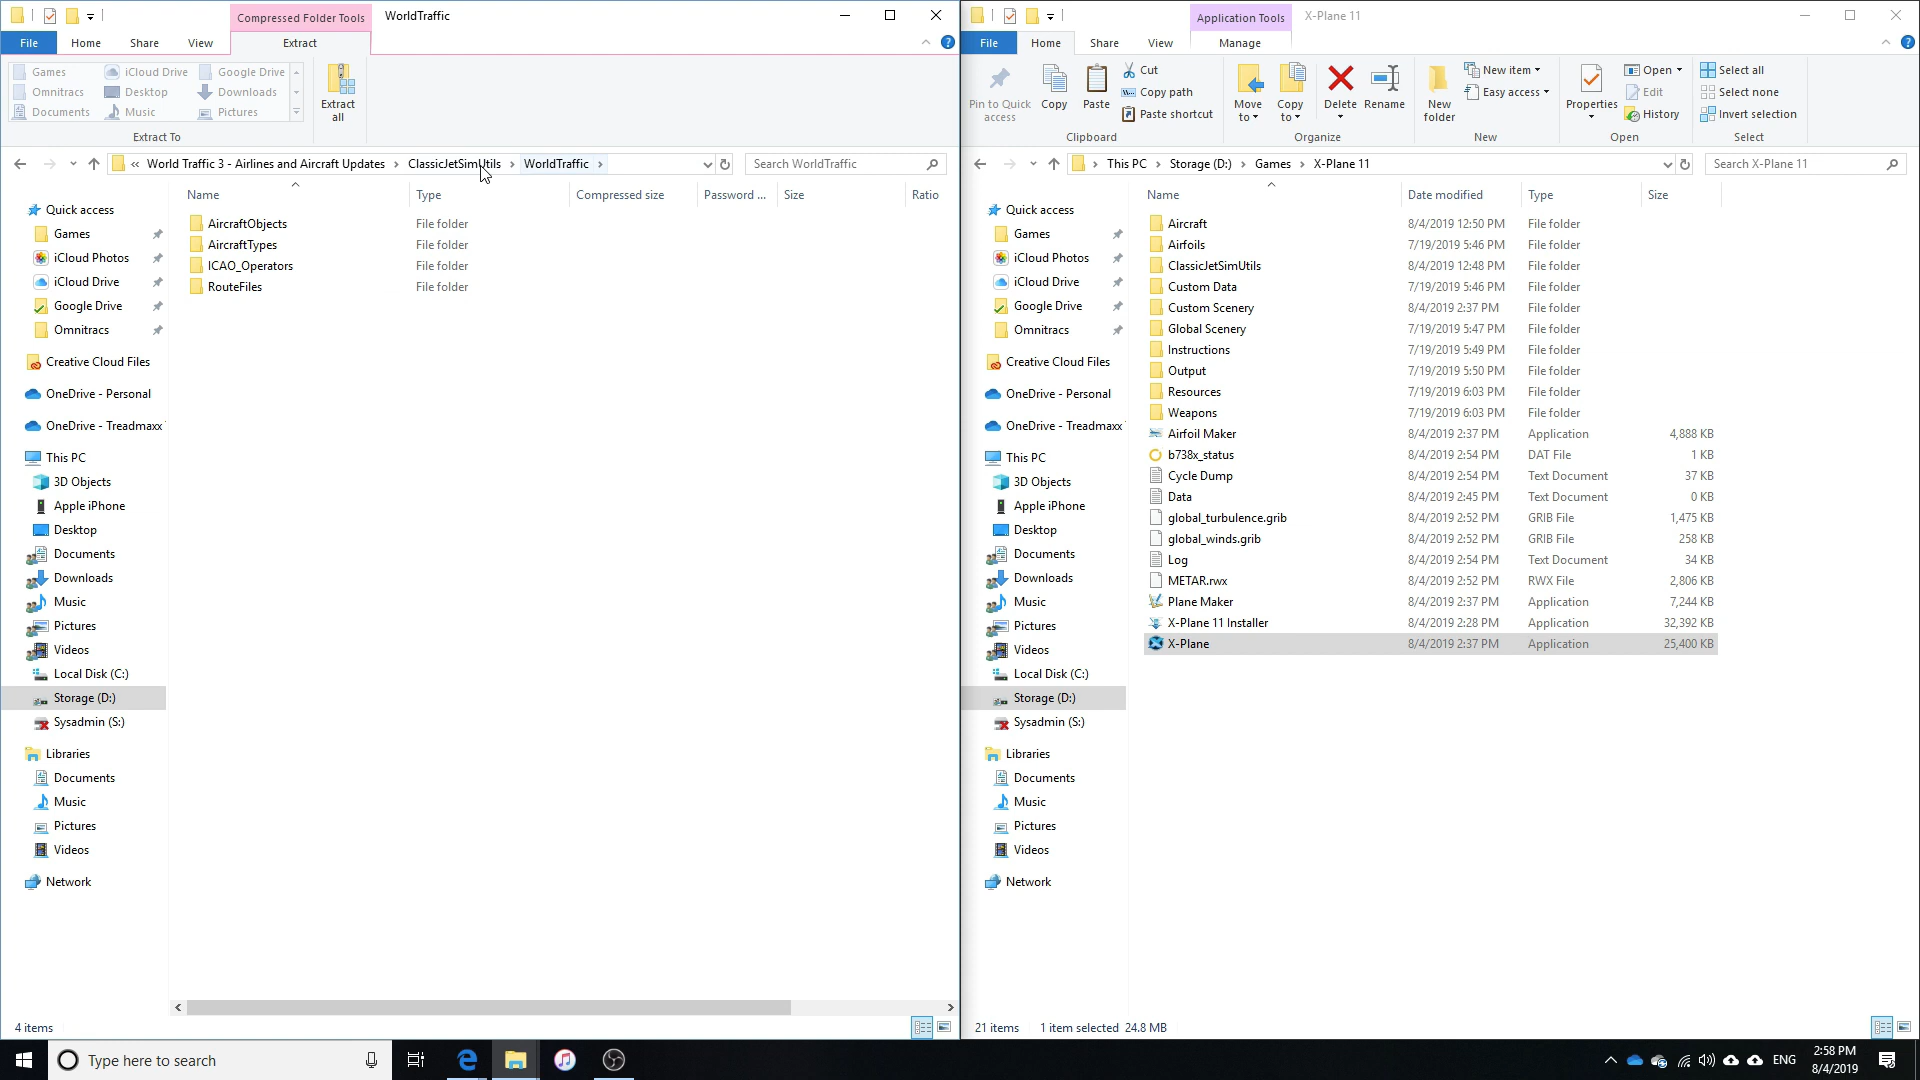 Compressed Folder Tools
WorldTraffic
File
Home
Share
View
Extract
Games
iCloud Drive
Google Drive
Omnitracs
Desktop
Downloads
Documents
Music
Pictures
Extract To
Extract all
« World Traffic 3 - Airlines and Aircraft Updates > ClassicJetSimUtils > WorldTraffic >
Search WorldTraffic
Name
Type
Compressed size
Password ...
Size
Ratio
AircraftObjects File folder
AircraftTypes File folder
ICAO_Operators File folder
RouteFiles File folder
Quick access
Games
iCloud Photos
iCloud Drive
Google Drive
Omnitracs
Creative Cloud Files
OneDrive - Personal
OneDrive - Treadmaxx
This PC
3D Objects
Apple iPhone
Desktop
Documents
Downloads
Music
Pictures
Videos
Local Disk (C:)
Storage (D:)
Sysadmin (S:)
Libraries
Documents
Music
Pictures
Videos
Network
4 items
Application Tools
X-Plane 11
File
Home
Share
View
Manage
Pin to Quick access
Copy
Paste
Cut
Copy path
Paste shortcut
Clipboard
Move to
Copy to
Delete
Rename
Organize
New folder
New item
Easy access
New
Properties
Open
Edit
History
Open
Select all
Select none
Invert selection
Select
> This PC > Storage (D:) > Games > X-Plane 11
Search X-Plane 11
Name
Date modified
Type
Size
Aircraft 8/4/2019 12:50 PM File folder
Airfoils 7/19/2019 5:46 PM File folder
ClassicJetSimUtils 8/4/2019 12:48 PM File folder
Custom Data 7/19/2019 5:46 PM File folder
Custom Scenery 8/4/2019 2:37 PM File folder
Global Scenery 7/19/2019 5:47 PM File folder
Instructions 7/19/2019 5:49 PM File folder
Output 7/19/2019 5:50 PM File folder
Resources 7/19/2019 6:03 PM File folder
Weapons 7/19/2019 6:03 PM File folder
Airfoil Maker 8/4/2019 2:37 PM Application 4,888 KB
b738x_status 8/4/2019 2:54 PM DAT File 1 KB
Cycle Dump 8/4/2019 2:54 PM Text Document 37 KB
Data 8/4/2019 2:45 PM Text Document 0 KB
global_turbulence.grib 8/4/2019 2:52 PM GRIB File 1,475 KB
global_winds.grib 8/4/2019 2:52 PM GRIB File 258 KB
Log 8/4/2019 2:54 PM Text Document 34 KB
METAR.rwx 8/4/2019 2:52 PM RWX File 2,806 KB
Plane Maker 8/4/2019 2:37 PM Application 7,244 KB
X-Plane 11 Installer 8/4/2019 2:28 PM Application 32,392 KB
X-Plane 8/4/2019 2:37 PM Application 25,400 KB
Quick access
Games
iCloud Photos
iCloud Drive
Google Drive
Omnitracs
Creative Cloud Files
OneDrive - Personal
OneDrive - Treadmaxx
This PC
3D Objects
Apple iPhone
Desktop
Documents
Downloads
Music
Pictures
Videos
Local Disk (C:)
Storage (D:)
Sysadmin (S:)
Libraries
Documents
Music
Pictures
Videos
Network
21 items
1 item selected 24.8 MB
Type here to search
ENG
2:58 PM
8/4/2019